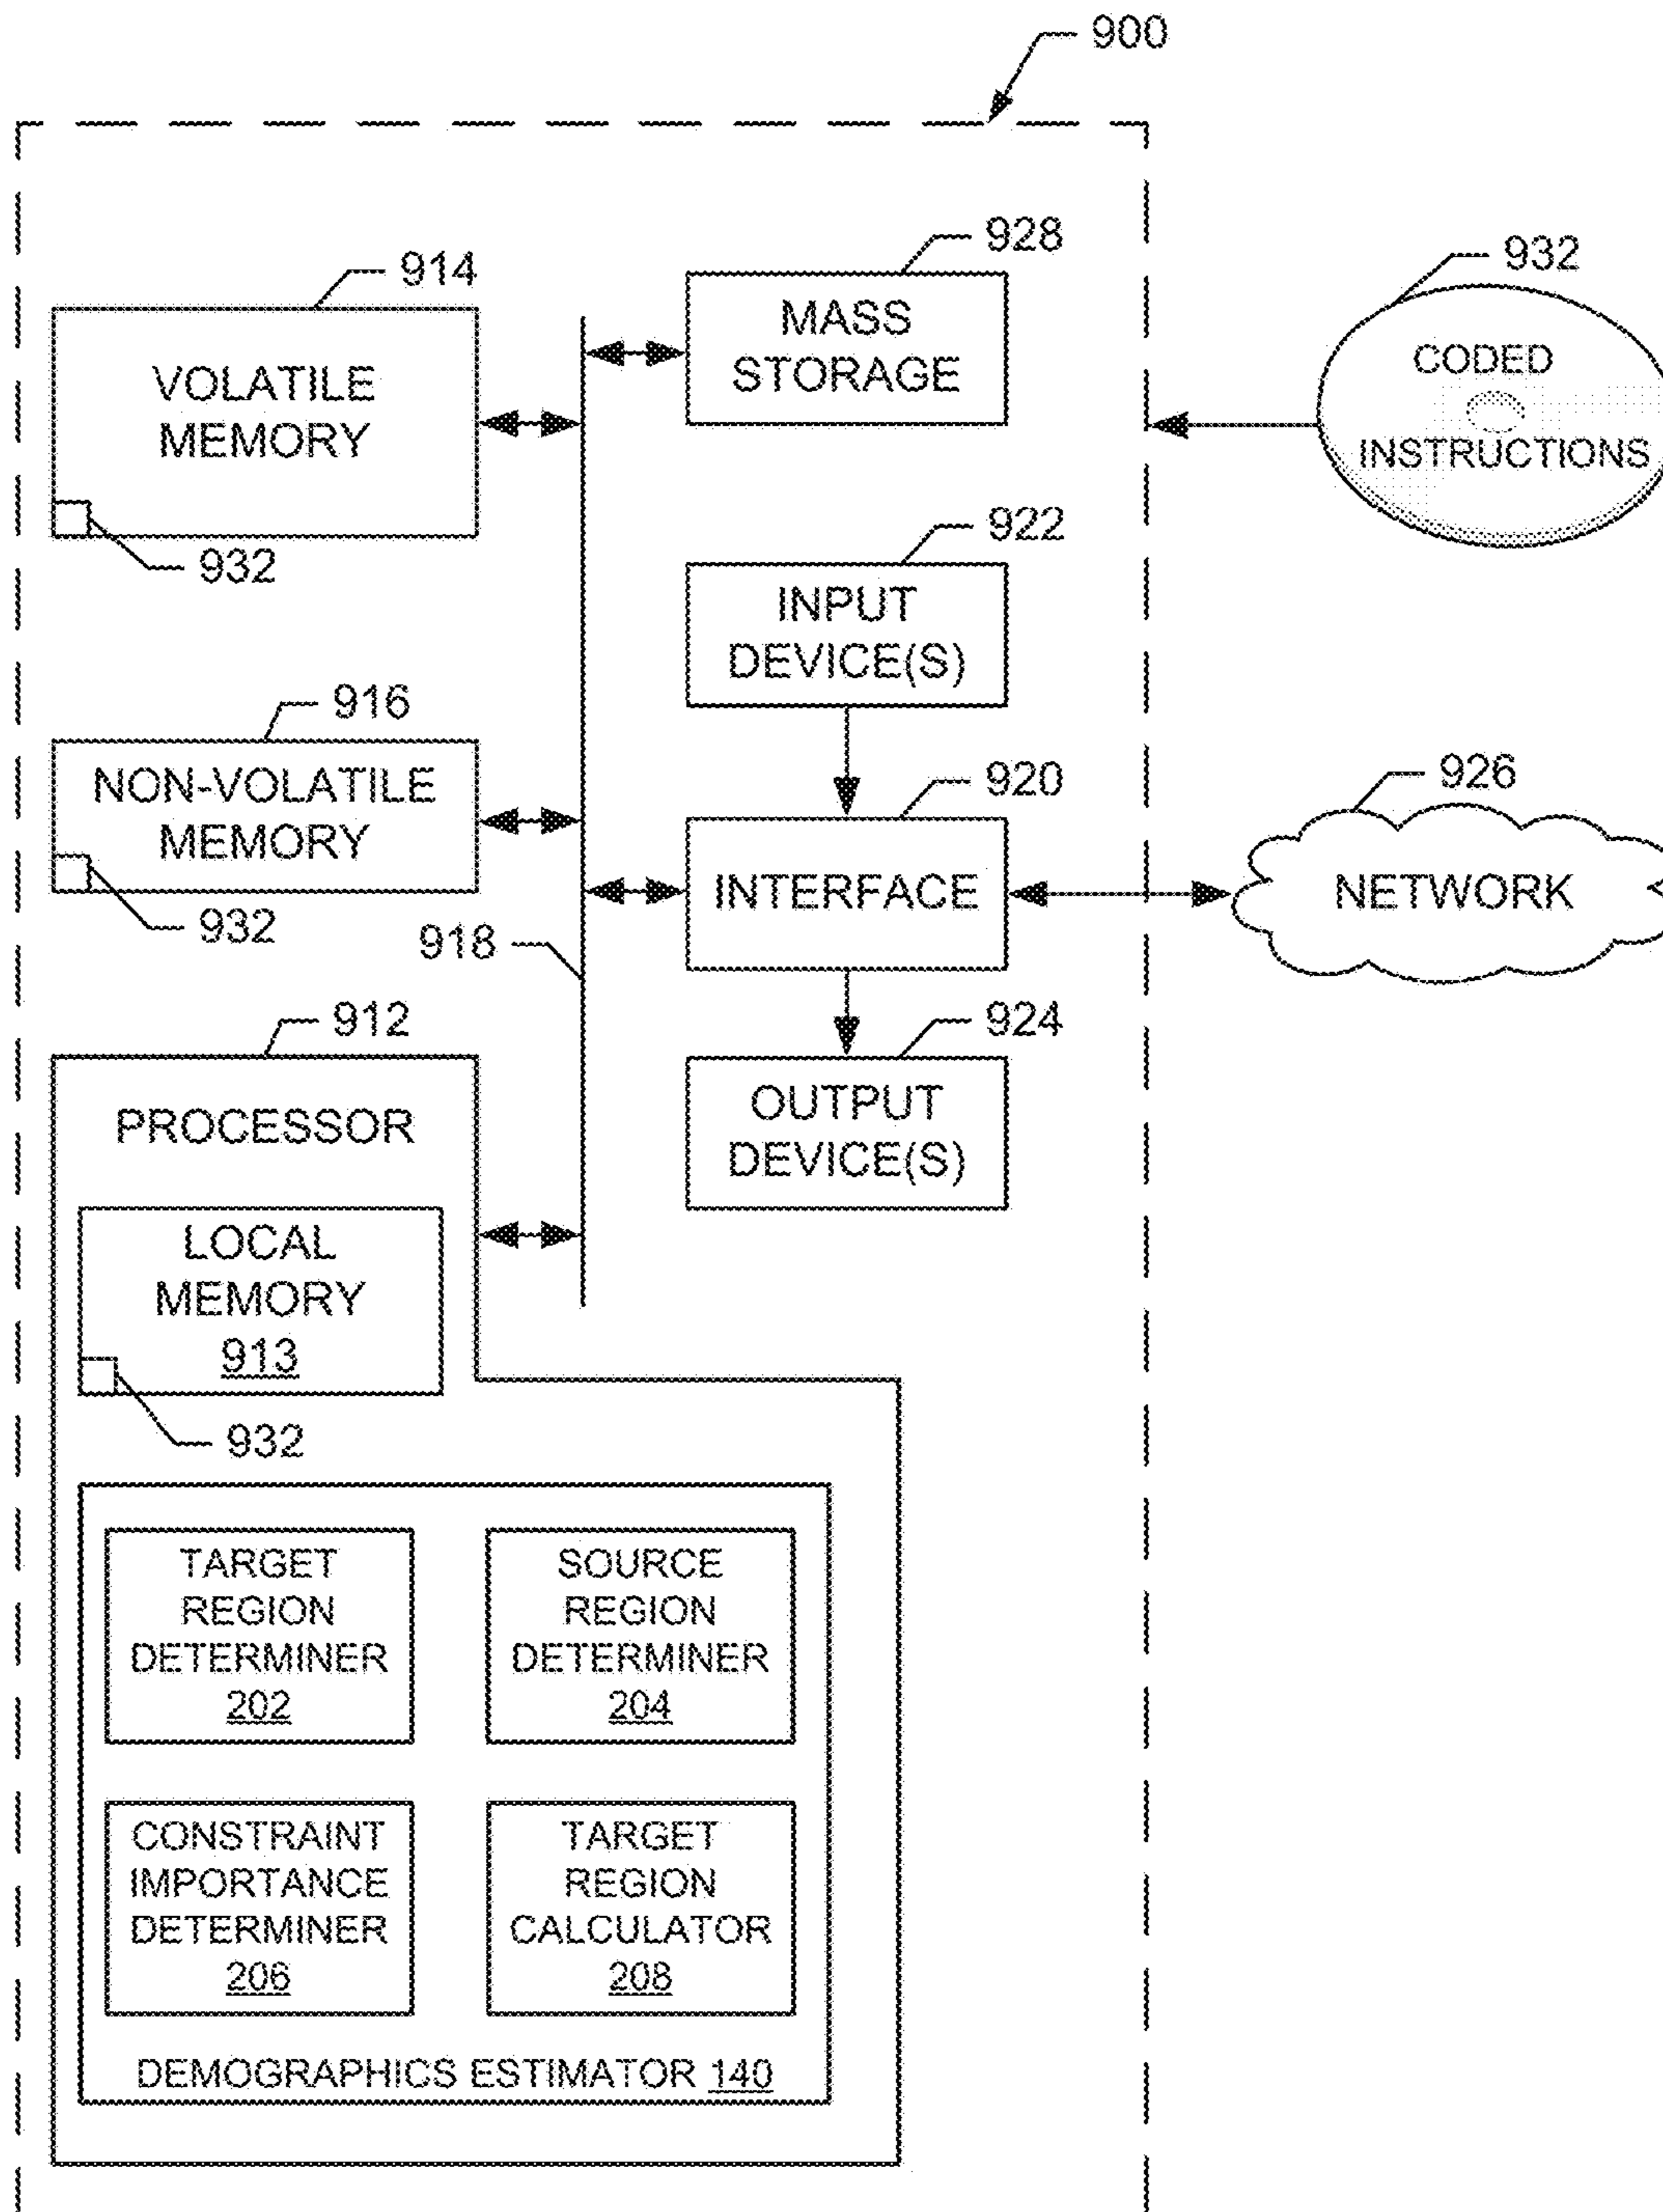 900
928
914
MASS
STORAGE
VOLATILE
MEMORY
932
932
CODED
INSTRUCTIONS
922
INPUT
DEVICE(S)
916
NON-VOLATILE
MEMORY
932
918
920
INTERFACE
926
NETWORK
912
924
OUTPUT
DEVICE(S)
PROCESSOR
LOCAL
MEMORY
913
932
TARGET
REGION
DETERMINER
202
SOURCE
REGION
DETERMINER
204
CONSTRAINT
IMPORTANCE
DETERMINER
206
TARGET
REGION
CALCULATOR
208
DEMOGRAPHICS ESTIMATOR 140